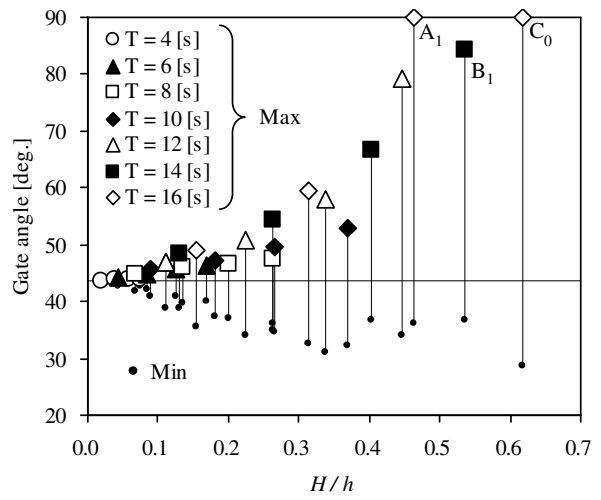 90
80
70
60
50
40
30
20
Gate angle [deg.]
T = 4 [s]
T = 6 [s]
T = 8 [s]
T = 10 [s]
T = 12 [s]
T = 14 [s]
T = 16 [s]
Max
A1
B1
C0
Min
0.0 0.1 0.2 0.3 0.4 0.5 0.6 0.7
H/h